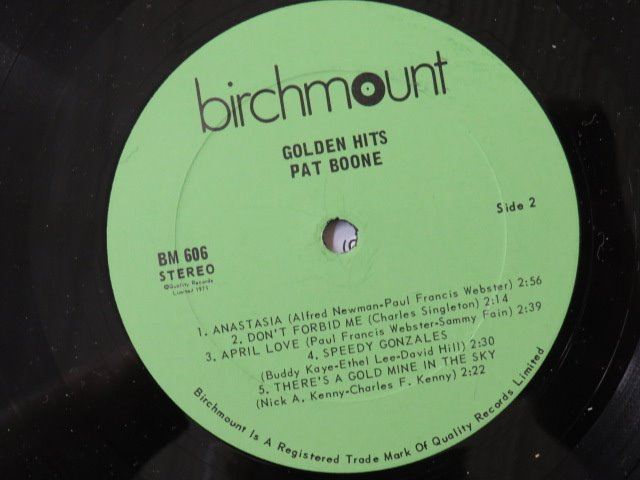 birchmount
GOLDEN HITS
PAT BOONE
Side 2
BM 606
STEREO
©Quality Records
Limited 1971
1. ANASTASIA (Alfred Newman-Paul Francis Webster) 2:56
2. DON'T FORBID ME (Charles Singleton) 2:14
3. APRIL LOVE (Paul Francis Webster-Sammy Fain) 2:39
4. SPEEDY GONZALES
(Buddy Kaye-Ethel Lee-David Hill) 2:30
5. THERE'S A GOLD MINE IN THE SKY
(Nick A. Kenny-Charles F. Kenny) 2:22
Birchmount Is A Registered Trade Mark Of Quality Records Limited